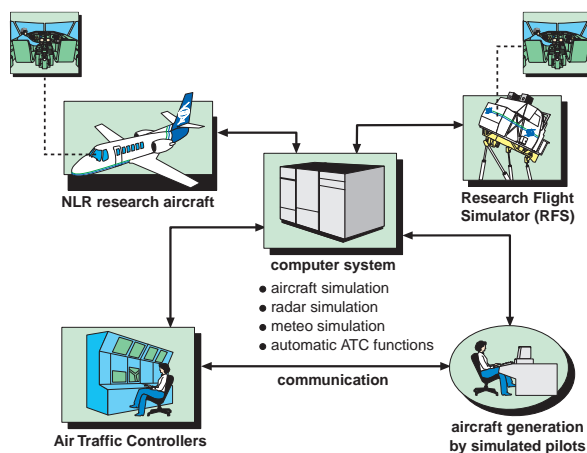 NLR research aircraft
Research Flight
Simulator (RFS)
computer system
● aircraft simulation
● radar simulation
● meteo simulation
● automatic ATC functions
communication
Air Traffic Controllers
aircraft generation
by simulated pilots